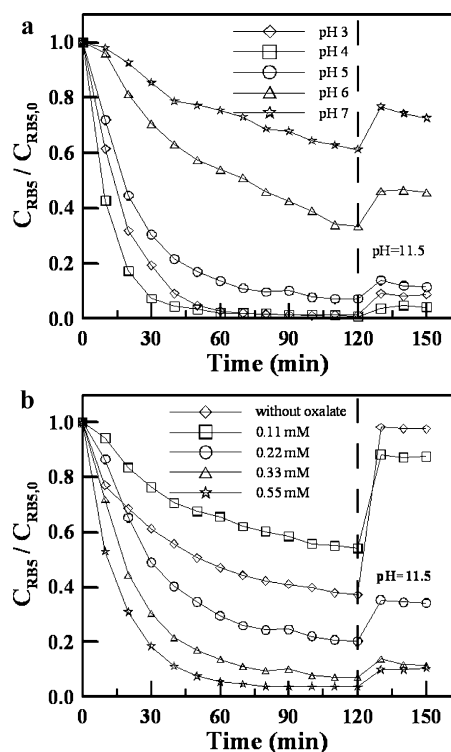 a
1.0
0.8
0.6
0.4
0.2
0.0
C_RB5 / C_RB5,0
pH 3
pH 4
pH 5
pH 6
pH 7
pH=11.5
0 30 60 90 120 150
Time (min)
b
1.0
0.8
0.6
0.4
0.2
0.0
C_RB5 / C_RB5,0
without oxalate
0.11 mM
0.22 mM
0.33 mM
0.55 mM
pH=11.5
0 30 60 90 120 150
Time (min)